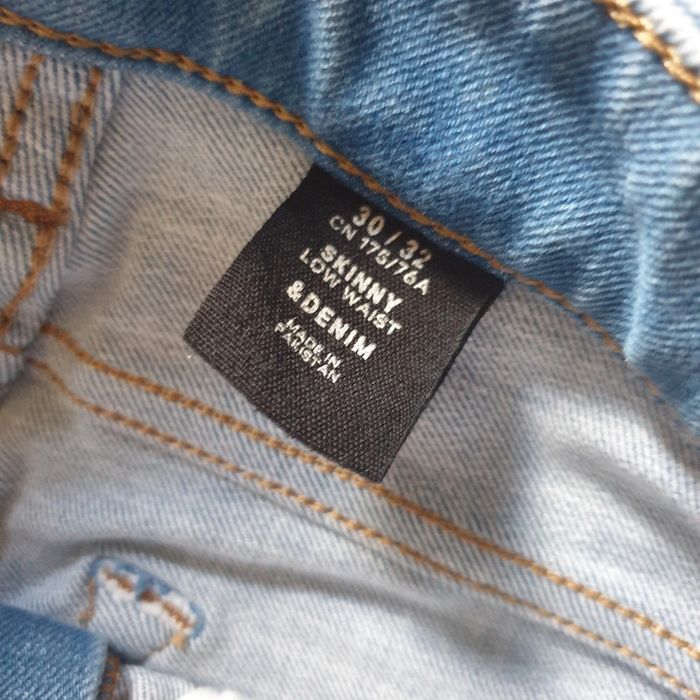 30 / 32
CN 175/76A
SKINNY
LOW WAIST
&DENIM
MADE IN
PAKISTAN